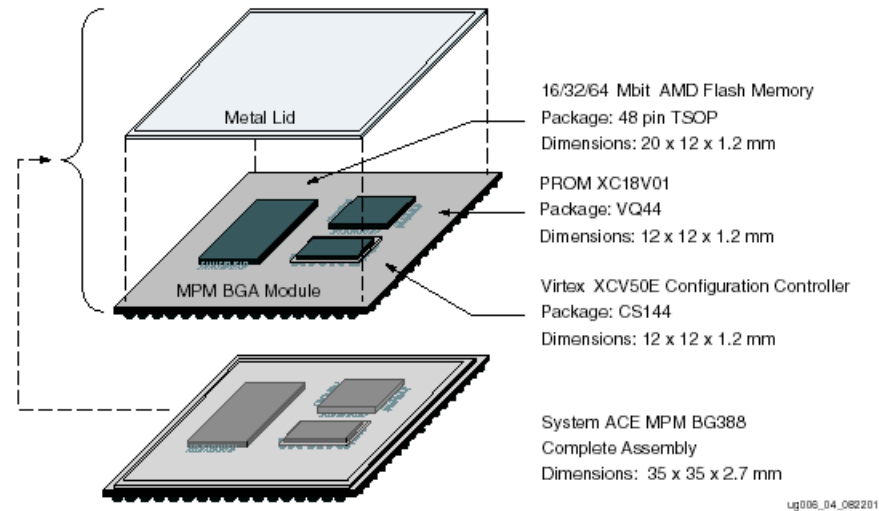 Metal Lid
16/32/64 Mbit AMD Flash Memory
Package: 48 pin TSOP
Dimensions: 20 x 12 x 1.2 mm
PROM XC18V01
Package: VQ44
Dimensions: 12 x 12 x 1.2 mm
MPM BGA Module
Virtex XCV50E Configuration Controller
Package: CS144
Dimensions: 12 x 12 x 1.2 mm
System ACE MPM BG388
Complete Assembly
Dimensions: 35 x 35 x 2.7 mm
ug006_04_082201